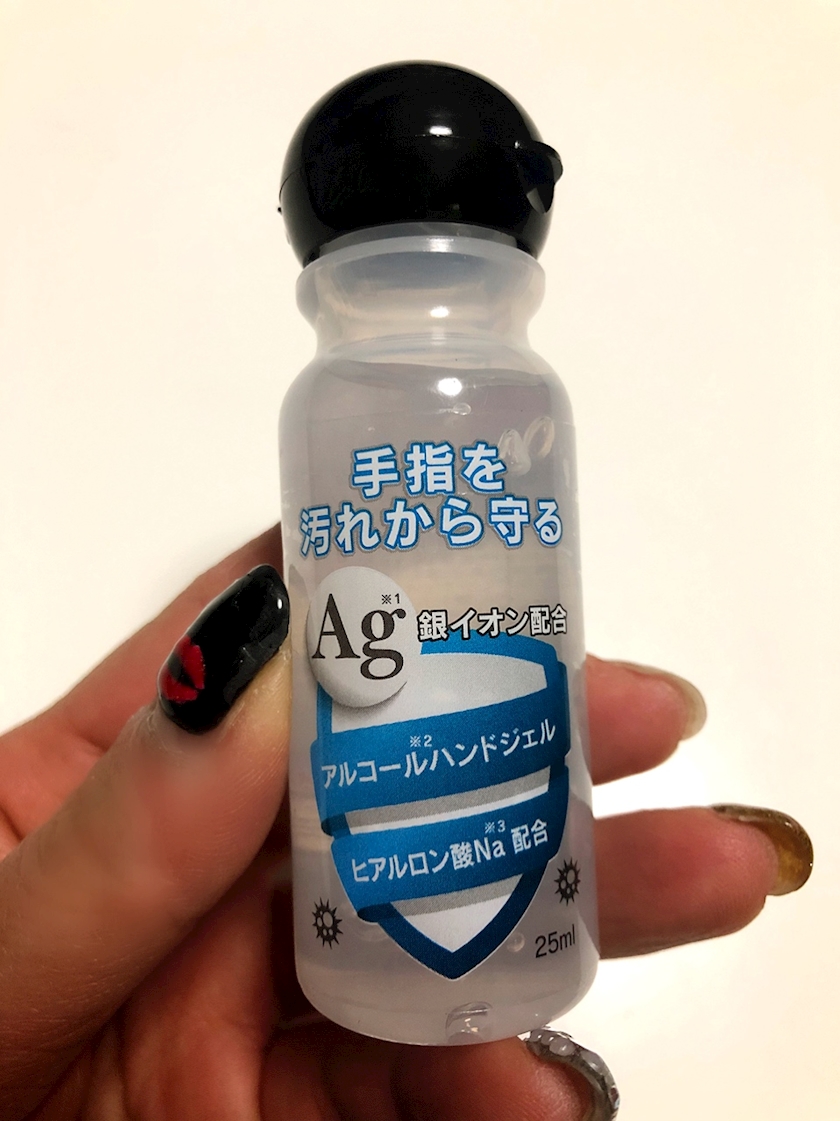 手指を
汚れから守る
Ag※1
銀イオン配合
※2
アルコールハンドジェル
※3
ヒアルロン酸Na 配合
25ml